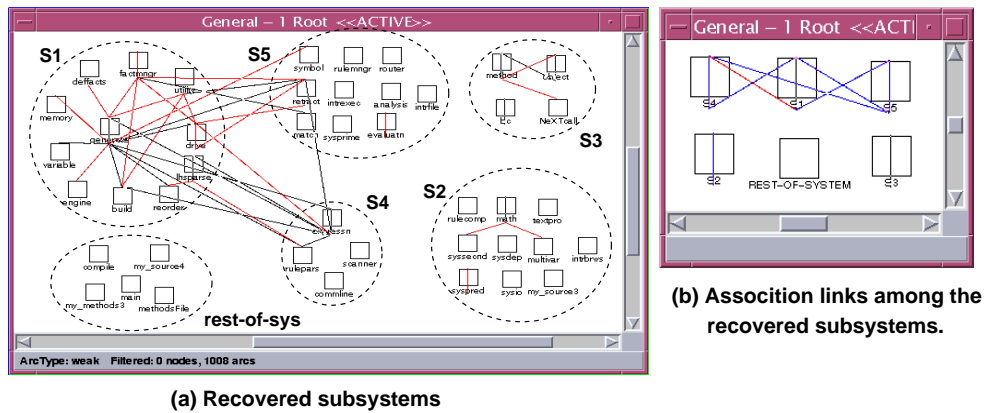 General – 1 Root <<ACTIVE>>
S1
S5
deffacts
factmngr
utility
symbol
rulemngr
router
method
object
memory
retract
intrexec
analysis
intrfile
generate
drive
match
sysprime
evaluatn
NeXTcall
S3
variable
lhsparse
engine
build
reorder
S4
S2
expressn
rulepars
scanner
commline
rulecomp
math
textpro
syssecnd
sysdep
multivar
intrbrws
syspred
sysio
my_source3
compile
my_source4
my_methods3
main
methodsFile
rest-of-sys
ArcType: weak Filtered: 0 nodes, 1008 arcs
(a) Recovered subsystems
General – 1 Root <<ACTI
S4
S1
S5
S2
REST-OF-SYSTEM
S3
(b) Assocition links among the
recovered subsystems.